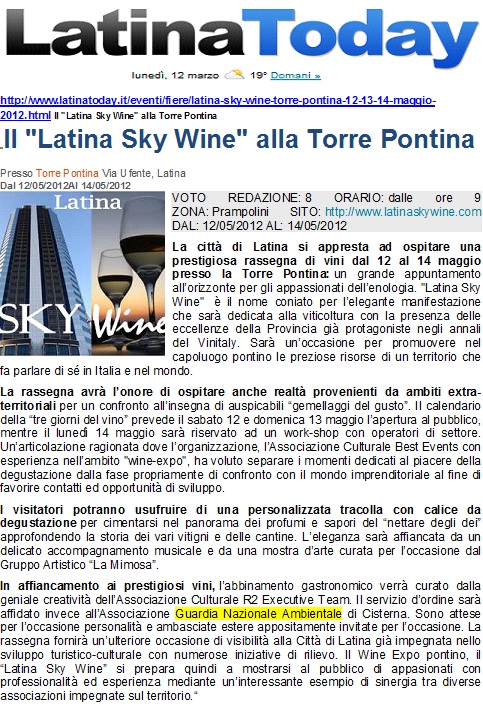 LatinaToday
lunedì, 12 marzo 19° Domani »
http://www.latinatoday.it/eventi/fiere/latina-sky-wine-torre-pontina-12-13-14-maggio-
2012.html Il "Latina Sky Wine" alla Torre Pontina
Il "Latina Sky Wine" alla Torre Pontina
Presso Torre Pontina Via Ufente, Latina
Dal 12/05/2012Al 14/05/2012
Latina
SKY Wine
VOTO REDAZIONE: 8 ORARIO: dalle ore 9
ZONA: Prampolini SITO: http://www.latinaskywine.com
DAL: 12/05/2012 AL: 14/05/2012
La città di Latina si appresta ad ospitare una
prestigiosa rassegna di vini dal 12 al 14 maggio
presso la Torre Pontina: un grande appuntamento
all'orizzonte per gli appassionati dell'enologia. "Latina Sky
Wine" è il nome coniato per l'elegante manifestazione
che sarà dedicata alla viticoltura con la presenza delle
eccellenze della Provincia già protagoniste negli annali
del Vinitaly. Sarà un'occasione per promuovere nel
capoluogo pontino le preziose risorse di un territorio che
fa parlare di sé in Italia e nel mondo.
La rassegna avrà l'onore di ospitare anche realtà provenienti da ambiti extra-
territoriali per un confronto all'insegna di auspicabili “gemellaggi del gusto”. Il calendario
della “tre giorni del vino” prevede il sabato 12 e domenica 13 maggio l'apertura al pubblico,
mentre il lunedì 14 maggio sarà riservato ad un work-shop con operatori di settore.
Un'articolazione ragionata dove l'organizzazione, l'Associazione Culturale Best Events con
esperienza nell'ambito "wine-expo", ha voluto separare i momenti dedicati al piacere della
degustazione dalla fase propriamente di confronto con il mondo imprenditoriale al fine di
favorire contatti ed opportunità di sviluppo.
I visitatori potranno usufruire di una personalizzata tracolla con calice da
degustazione per cimentarsi nel panorama dei profumi e sapori del “nettare degli dei”
approfondendo la storia dei vari vitigni e delle cantine. L'eleganza sarà affiancata da un
delicato accompagnamento musicale e da una mostra d'arte curata per l'occasione dal
Gruppo Artistico “La Mimosa”.
In affiancamento ai prestigiosi vini, l'abbinamento gastronomico verrà curato dalla
geniale creatività dell'Associazione Culturale R2 Executive Team. Il servizio d'ordine sarà
affidato invece all'Associazione Guardia Nazionale Ambientale di Cisterna. Sono attese
per l'occasione personalità e ambasciate estere appositamente invitate per l'occasione. La
rassegna fornirà un'ulteriore occasione di visibilità alla Città di Latina già impegnata nello
sviluppo turistico-culturale con numerose iniziative di rilievo. Il Wine Expo pontino, il
“Latina Sky Wine” si prepara quindi a mostrarsi al pubblico di appasionati con
professionalità ed esperienza mediante un'interessante esempio di sinergia tra diverse
associazioni impegnate sul territorio.“